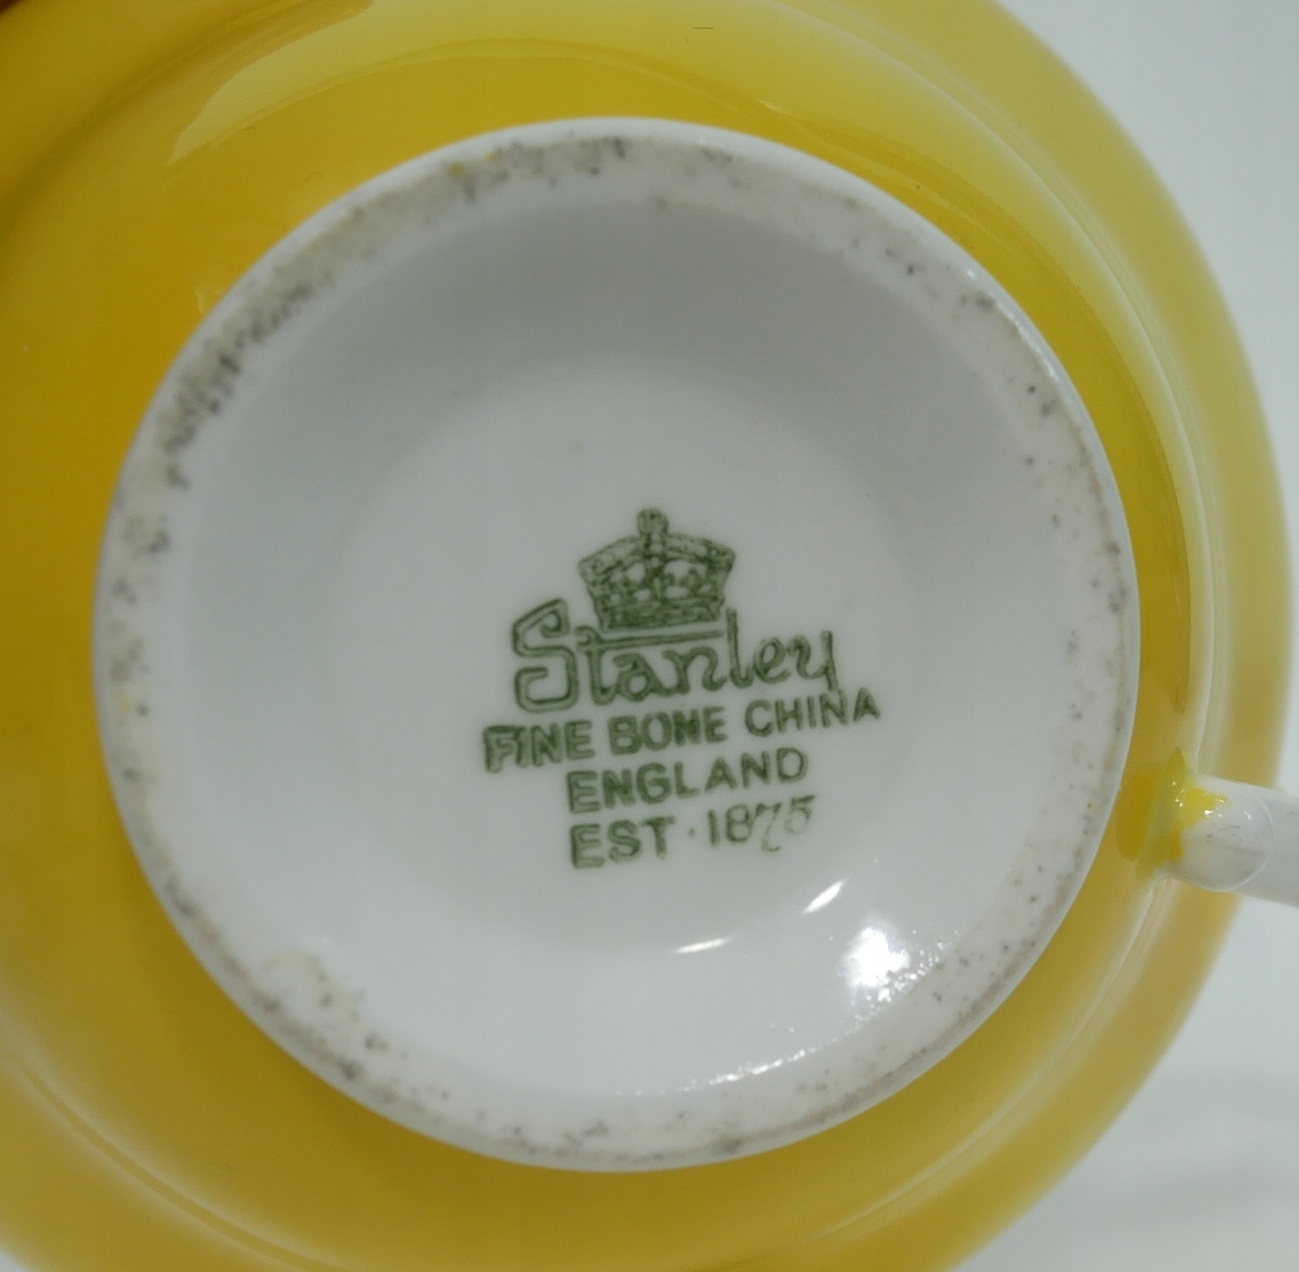 Stanley
FINE BONE CHINA
ENGLAND
EST · 1875